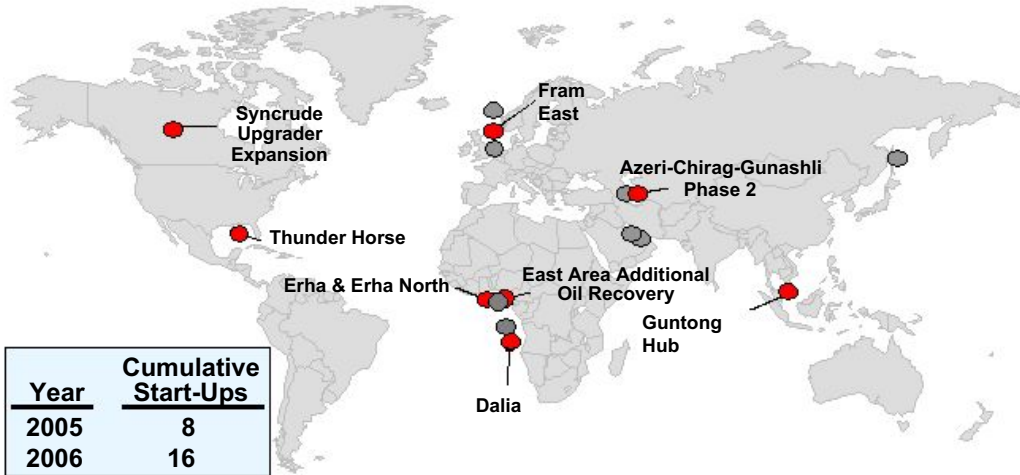 Fram
East
Syncrude
Upgrader
Expansion
Azeri-Chirag-Gunashli
Phase 2
Thunder Horse
East Area Additional
Oil Recovery
Erha & Erha North
Guntong
Hub
Dalia
Cumulative
Year Start-Ups
2005 8
2006 16